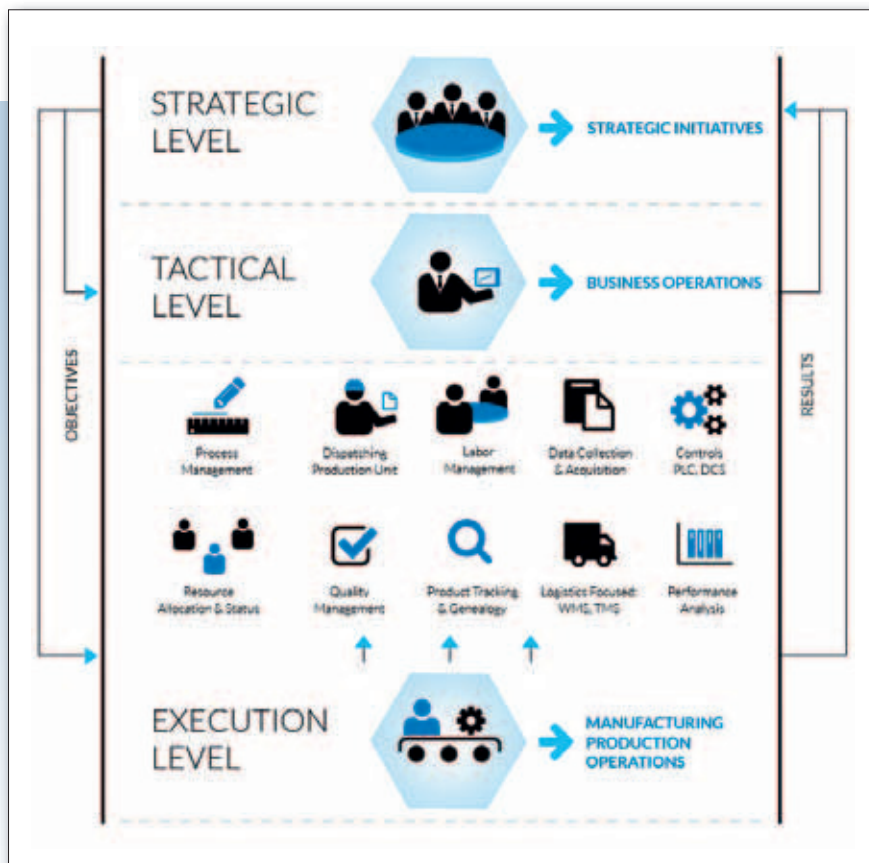 STRATEGIC
LEVEL
STRATEGIC INITIATIVES
TACTICAL
LEVEL
BUSINESS OPERATIONS
OBJECTIVES
RESULTS
Process
Management
Dispatching
Production Unit
Labor
Management
Data Collection
& Acquisition
Controls
PLC, DCS
Resource
Allocation & Status
Quality
Management
Product Tracking
& Genealogy
Logistics Focused:
WMS, TMS
Performance
Analysis
EXECUTION
LEVEL
MANUFACTURING
PRODUCTION
OPERATIONS